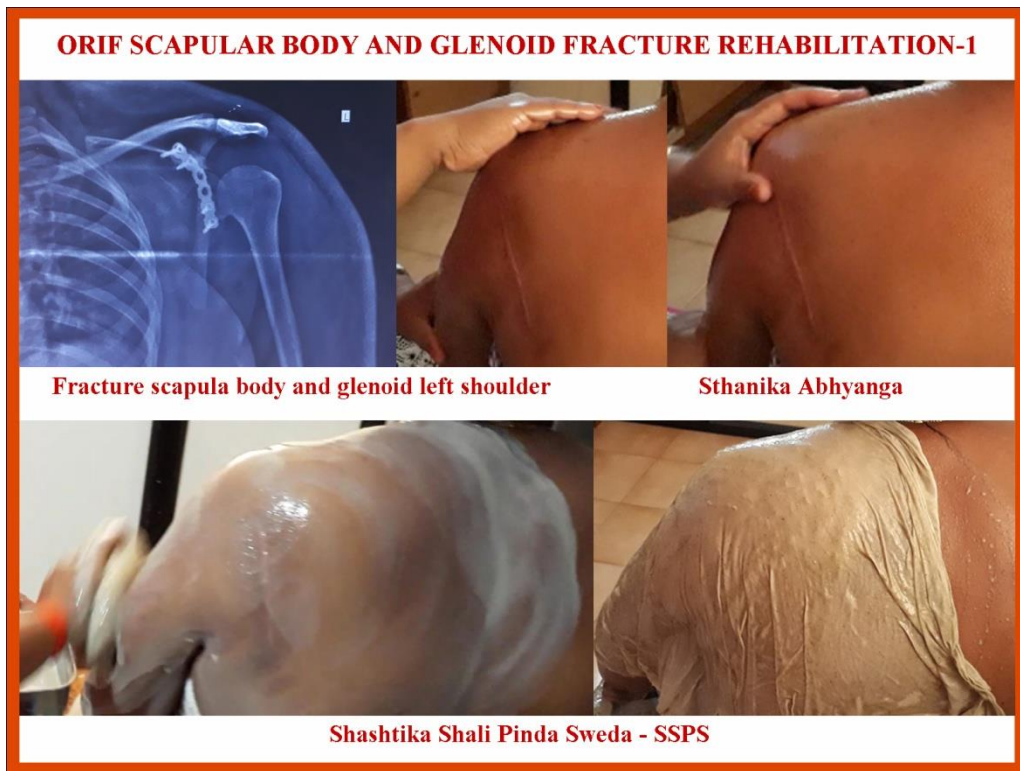 ORIF SCAPULAR BODY AND GLENOID FRACTURE REHABILITATION-1
Fracture scapula body and glenoid left shoulder
Sthanika Abhyanga
Shashtika Shali Pinda Sweda - SSPS